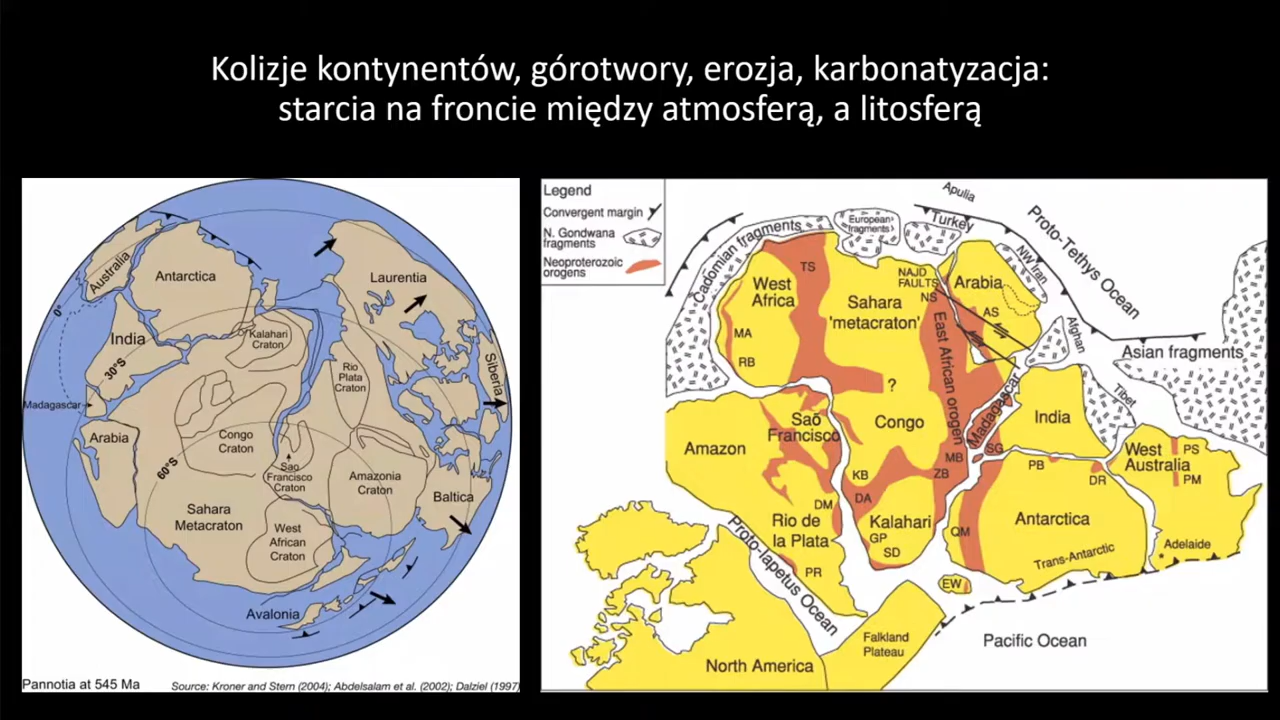 Kolizje kontynentów, górotwory, erozja, karbonatyzacja:
starcia na froncie między atmosferą, a litosferą
Australia
Antarctica
Laurentia
0°
India
30°S
Kalahari
Craton
Rio
Plata
Craton
Siberia
Madagascar
Arabia
Congo
Craton
60°S
Sao
Francisco
Craton
Amazonia
Craton
Baltica
Sahara
Metacraton
West
African
Craton
Avalonia
Pannotia at 545 Ma
Source: Kroner and Stern (2004); Abdelsalam et al. (2002); Dalziel (1997)
Legend
Convergent margin
N. Gondwana
fragments
Neoproterozoic
orogens
Apulia
Cadomian fragments
European
fragments
Turkey
Proto-Tethys Ocean
NW Iran
TS
West
Africa
Sahara
'metacraton'
NAJD
FAULTS
NS
Arabia
AS
East African orogen
Afghan
Asian fragments
MA
RB
?
Madagascar
Tibet
India
Saõ
Francisco
Congo
Amazon
KB
MB
ZB
SG
PB
DR
West
Australia
PS
PM
DM
DA
Rio de
la Plata
Kalahari
GP
SD
QM
Antarctica
Trans-Antarctic
Adelaide
Proto-Iapetus Ocean
PR
EW
Falkland
Plateau
Pacific Ocean
North America